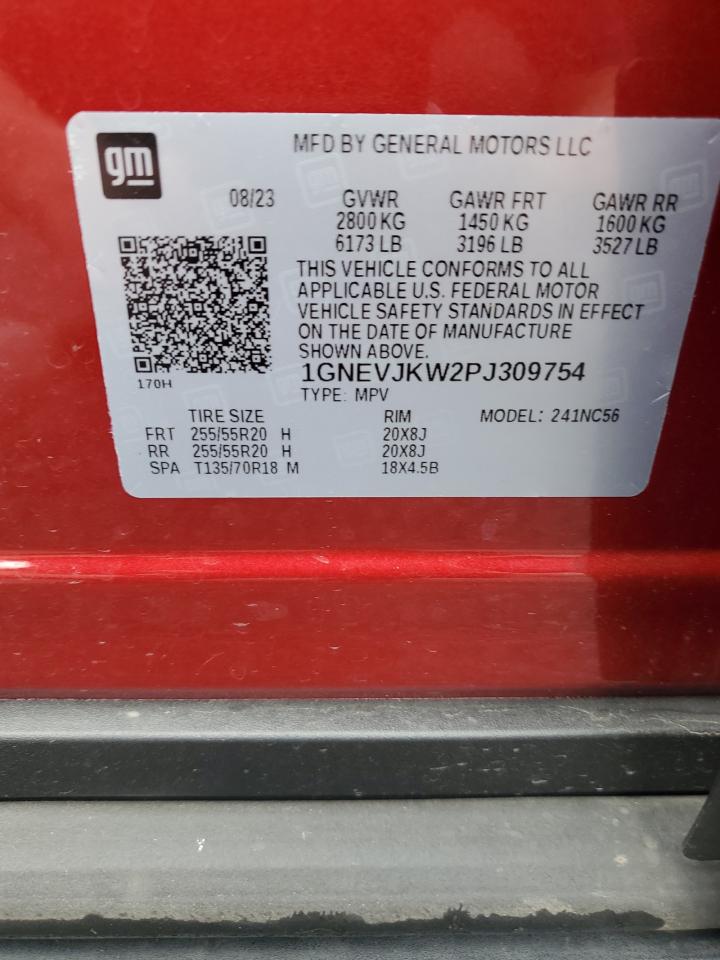 gm
MFD BY GENERAL MOTORS LLC
08/23 GVWR GAWR FRT GAWR RR
2800 KG 1450 KG 1600 KG
6173 LB 3196 LB 3527 LB
THIS VEHICLE CONFORMS TO ALL
APPLICABLE U.S. FEDERAL MOTOR
VEHICLE SAFETY STANDARDS IN EFFECT
ON THE DATE OF MANUFACTURE
SHOWN ABOVE.
170H
1GNEVJKW2PJ309754
TYPE: MPV
TIRE SIZE RIM MODEL: 241NC56
FRT 255/55R20 H 20X8J
RR 255/55R20 H 20X8J
SPA T135/70R18 M 18X4.5B